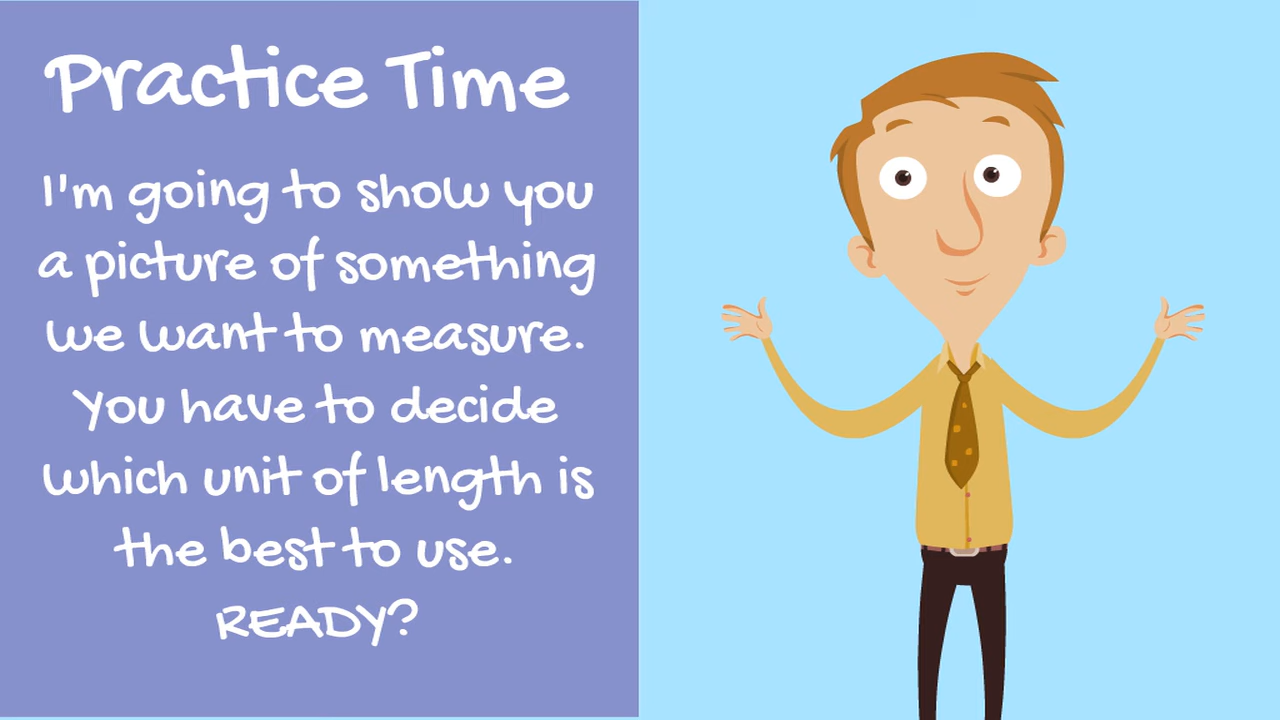 Practice Time
I'm going to show you
a picture of something
we want to measure.
You have to decide
which unit of length is
the best to use.
READY?